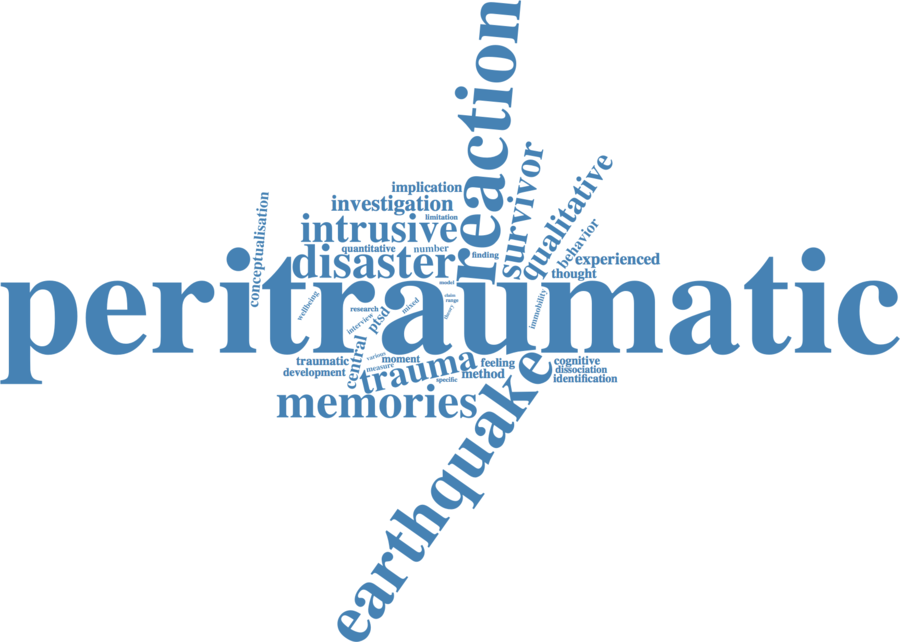 reaction
survivor
qualitative
implication
conceptualisation
investigation
limitation
intrusive
behavior
quantitative
number
finding
experienced
disaster
thought
peritraumatic
model
wellbeing
claim
range
mixed
theory
immobility
research
ptsd
interview
central
various
moment
traumatic
measure
trauma
feeling
cognitive
development
specific
method
dissociation
identification
memories
earthquake